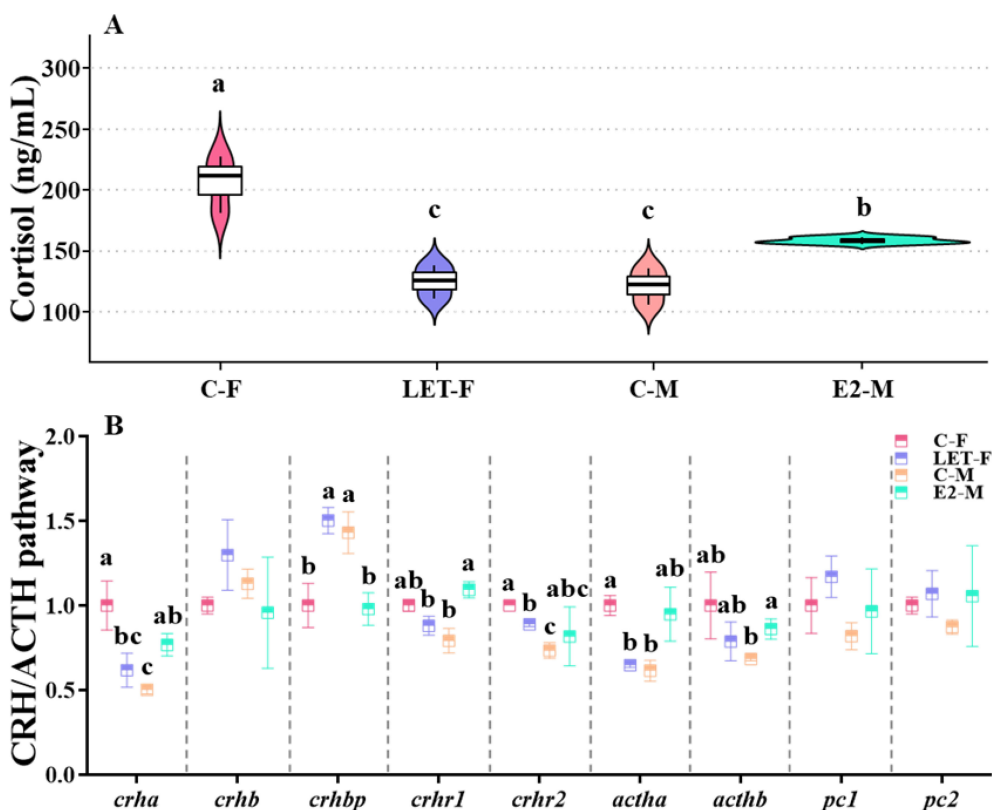 A
Cortisol (ng/mL)
300
250
200
150
100
a
c
c
b
C-F
LET-F
C-M
E2-M
B
CRH/ACTH pathway
2.0
1.5
1.0
0.5
0.0
C-F
LET-F
C-M
E2-M
a
bc
c
ab
b
a
a
b
ab
b
b
a
a
b
c
abc
a
b
b
ab
ab
ab
b
a
crha
crhb
crhbp
crhr1
crhr2
actha
acthb
pc1
pc2